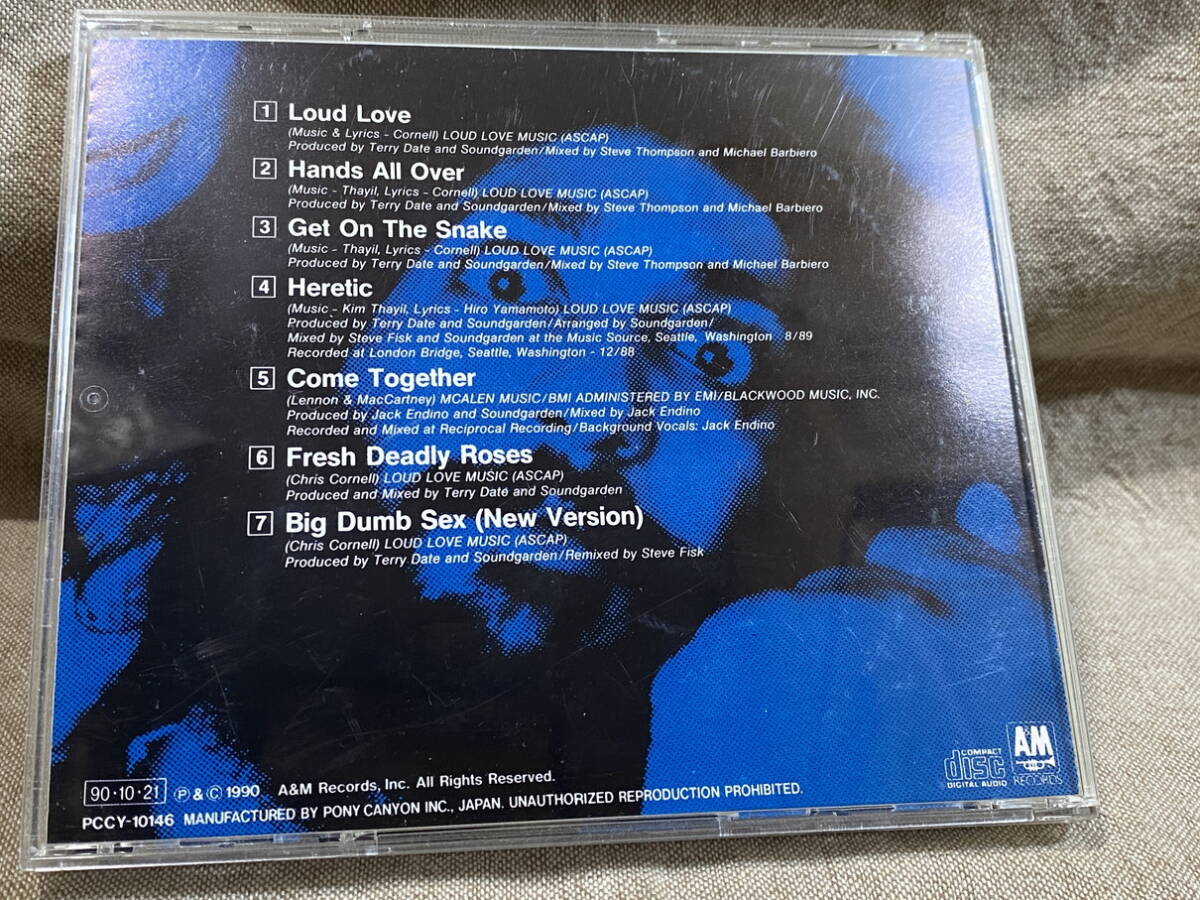 1 Loud Love
(Music & Lyrics - Cornell) LOUD LOVE MUSIC (ASCAP)
Produced by Terry Date and Soundgarden/Mixed by Steve Thompson and Michael Barbiero
2 Hands All Over
(Music - Thayil, Lyrics - Cornell) LOUD LOVE MUSIC (ASCAP)
Produced by Terry Date and Soundgarden/Mixed by Steve Thompson and Michael Barbiero
3 Get On The Snake
(Music - Thayil, Lyrics - Cornell) LOUD LOVE MUSIC (ASCAP)
Produced by Terry Date and Soundgarden/Mixed by Steve Thompson and Michael Barbiero
4 Heretic
(Music - Kim Thayil, Lyrics - Hiro Yamamoto) LOUD LOVE MUSIC (ASCAP)
Produced by Terry Date and Soundgarden/Arranged by Soundgarden/
Mixed by Steve Fisk and Soundgarden at the Music Source, Seattle, Washington 8/89
Recorded at London Bridge, Seattle, Washington - 12/88
5 Come Together
(Lennon & MacCartney) MCALEN MUSIC/BMI ADMINISTERED BY EMI/BLACKWOOD MUSIC, INC.
Produced by Jack Endino and Soundgarden/Mixed by Jack Endino
Recorded and Mixed at Reciprocal Recording/Background Vocals: Jack Endino
6 Fresh Deadly Roses
(Chris Cornell) LOUD LOVE MUSIC (ASCAP)
Produced and Mixed by Terry Date and Soundgarden
7 Big Dumb Sex (New Version)
(Chris Cornell) LOUD LOVE MUSIC (ASCAP)
Produced by Terry Date and Soundgarden/Remixed by Steve Fisk
90・10・21 Ⓟ & © 1990 A&M Records, Inc. All Rights Reserved.
PCCY-10146 MANUFACTURED BY PONY CANYON INC., JAPAN. UNAUTHORIZED REPRODUCTION PROHIBITED.
COMPACT
disc
DIGITAL AUDIO
A&M
RECORDS